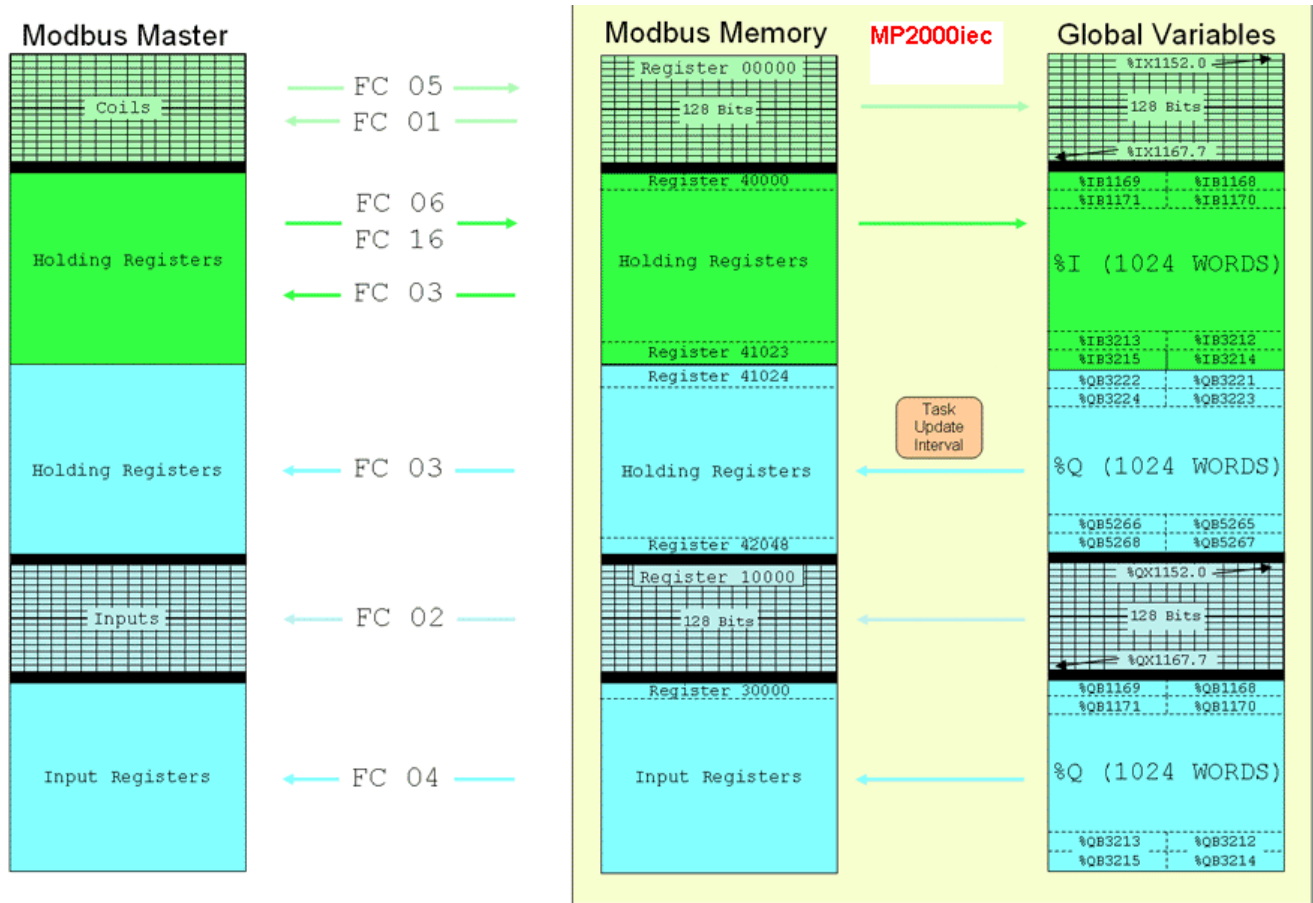 Modbus Master
Modbus Memory
MP2000iec
Global Variables
Coils
FC 05
FC 01
Register 00000
128 Bits
%IX1152.0
128 Bits
%IX1167.7
Holding Registers
FC 06
FC 16
FC 03
Register 40000
Holding Registers
Register 41023
%IB1169 %IB1168
%IB1171 %IB1170
%I (1024 WORDS)
%IB3213 %IB3212
%IB3215 %IB3214
Holding Registers
FC 03
Register 41024
Holding Registers
Register 42048
Task
Update
Interval
%QB3222 %QB3221
%QB3224 %QB3223
%Q (1024 WORDS)
%QB5266 %QB5265
%QB5268 %QB5267
Inputs
FC 02
Register 10000
128 Bits
%QX1152.0
128 Bits
%QX1167.7
Input Registers
FC 04
Register 30000
Input Registers
%QB1169 %QB1168
%QB1171 %QB1170
%Q (1024 WORDS)
%QB3213 %QB3212
%QB3215 %QB3214